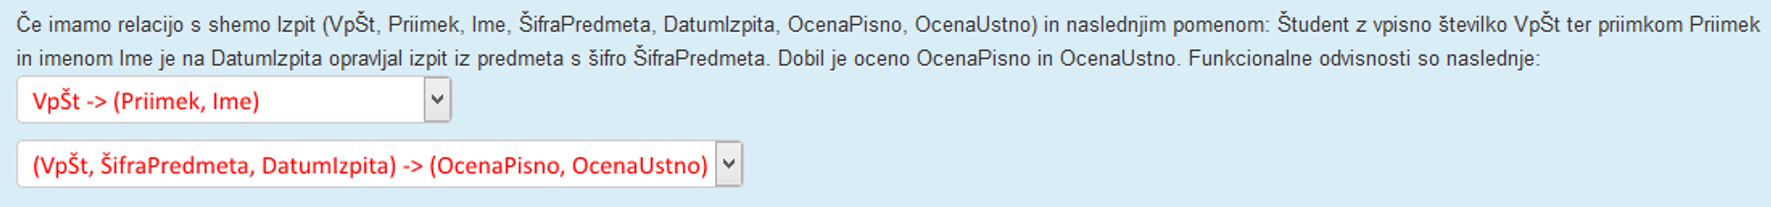 Če imamo relacijo s shemo Izpit (VpŠt, Priimek, Ime, ŠifraPredmeta, DatumIzpita, OcenaPisno, OcenaUstno) in naslednjim pomenom: Študent z vpisno številko VpŠt ter priimkom Priimek
in imenom Ime je na DatumIzpita opravljal izpit iz predmeta s šifro ŠifraPredmeta. Dobil je oceno OcenaPisno in OcenaUstno. Funkcionalne odvisnosti so naslednje:
VpŠt -> (Priimek, Ime)
(VpŠt, ŠifraPredmeta, DatumIzpita) -> (OcenaPisno, OcenaUstno)